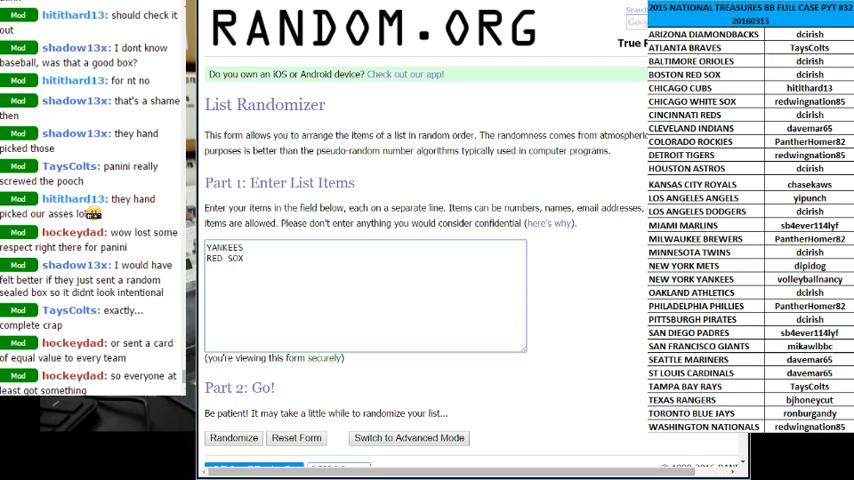 blink
Mod hitithard13: should check it
out
Mod shadow13x: I dont know
baseball, was that a good box?
Mod hitithard13: for nt no
Mod shadow13x: that's a shame
then
Mod shadow13x: they hand
picked those
Mod TaysColts: panini really
screwed the pooch
Mod hitithard13: they hand
picked our asses lol
Mod hockeydad: wow lost some
respect right there for panini
Mod shadow13x: I would have
felt better if they just sent a random
sealed box so it didnt look intentional
Mod TaysColts: exactly...
complete crap
Mod hockeydad: or sent a card
of equal value to every team
Mod hockeydad: so everyone at
least got something
RANDOM.ORG
Search
True R
Do you own an iOS or Android device? Check out our app!
List Randomizer
This form allows you to arrange the items of a list in random order. The randomness comes from atmospheric
purposes is better than the pseudo-random number algorithms typically used in computer programs.
Part 1: Enter List Items
Enter your items in the field below, each on a separate line. Items can be numbers, names, email addresses,
items are allowed. Please don't enter anything you would consider confidential (here's why).
YANKEES
RED SOX
(you're viewing this form securely)
Part 2: Go!
Be patient! It may take a little while to randomize your list...
Randomize Reset Form Switch to Advanced Mode
2015 NATIONAL TREASURES BB FULL CASE PYT #32
20160313
ARIZONA DIAMONDBACKS dcirish
ATLANTA BRAVES TaysColts
BALTIMORE ORIOLES dcirish
BOSTON RED SOX dcirish
CHICAGO CUBS hitithard13
CHICAGO WHITE SOX redwingnation85
CINCINNATI REDS dcirish
CLEVELAND INDIANS davemar65
COLORADO ROCKIES PantherHomer82
DETROIT TIGERS redwingnation85
HOUSTON ASTROS dcirish
KANSAS CITY ROYALS chasekaws
LOS ANGELES ANGELS yipunch
LOS ANGELES DODGERS dcirish
MIAMI MARLINS sb4ever114lyf
MILWAUKEE BREWERS PantherHomer82
MINNESOTA TWINS dcirish
NEW YORK METS dipidog
NEW YORK YANKEES volleyballnancy
OAKLAND ATHLETICS dcirish
PHILADELPHIA PHILLIES PantherHomer82
PITTSBURGH PIRATES dcirish
SAN DIEGO PADRES sb4ever114lyf
SAN FRANCISCO GIANTS mikawlbbc
SEATTLE MARINERS davemar65
ST LOUIS CARDINALS davemar65
TAMPA BAY RAYS TaysColts
TEXAS RANGERS bjhoneycut
TORONTO BLUE JAYS ronburgandy
WASHINGTON NATIONALS redwingnation85